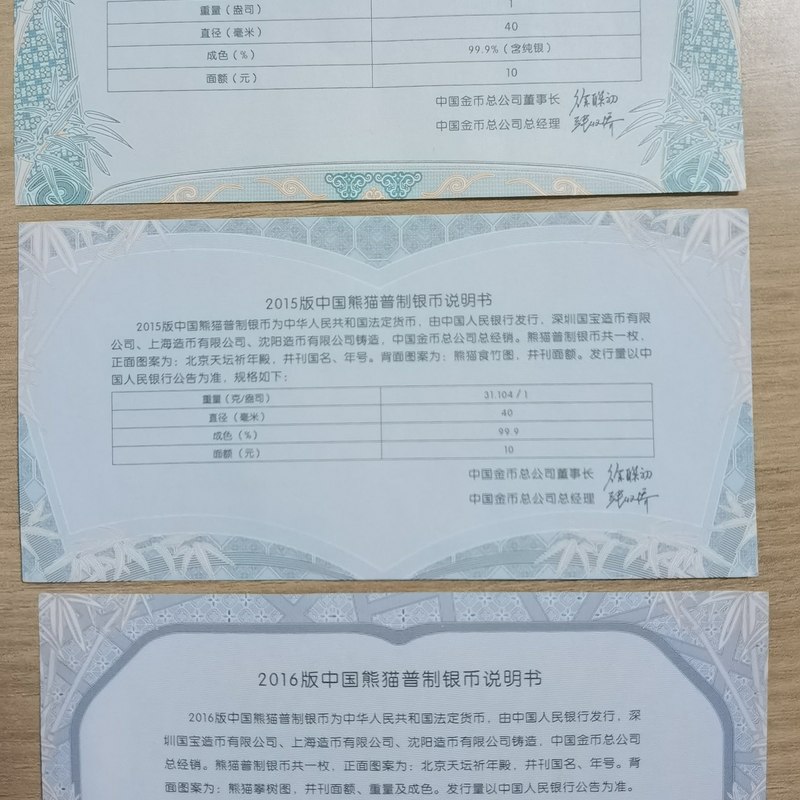 重量（盎司） 1
直径（毫米） 40
成色（%） 99.9%（含纯银）
面额（元） 10
中国金币总公司董事长 徐联初
中国金币总公司总经理
2015版中国熊猫普制银币说明书
2015版中国熊猫普制银币为中华人民共和国法定货币，由中国人民银行发行，深圳国宝造币有限
公司、上海造币有限公司、沈阳造币有限公司铸造，中国金币总公司总经销。熊猫普制银币共一枚，
正面图案为：北京天坛祈年殿，并刊国名、年号。背面图案为：熊猫食竹图，并刊面额。发行量以中
国人民银行公告为准，规格如下：
重量（克/盎司） 31.104 / 1
直径（毫米） 40
成色（%） 99.9
面额（元） 10
中国金币总公司董事长 徐联初
中国金币总公司总经理
2016版中国熊猫普制银币说明书
2016版中国熊猫普制银币为中华人民共和国法定货币，由中国人民银行发行，深
圳国宝造币有限公司、上海造币有限公司、沈阳造币有限公司铸造，中国金币总公司
总经销。熊猫普制银币共一枚，正面图案为：北京天坛祈年殿，并刊国名、年号。背
面图案为：熊猫攀树图，并刊面额、重量及成色。发行量以中国人民银行公告为准。